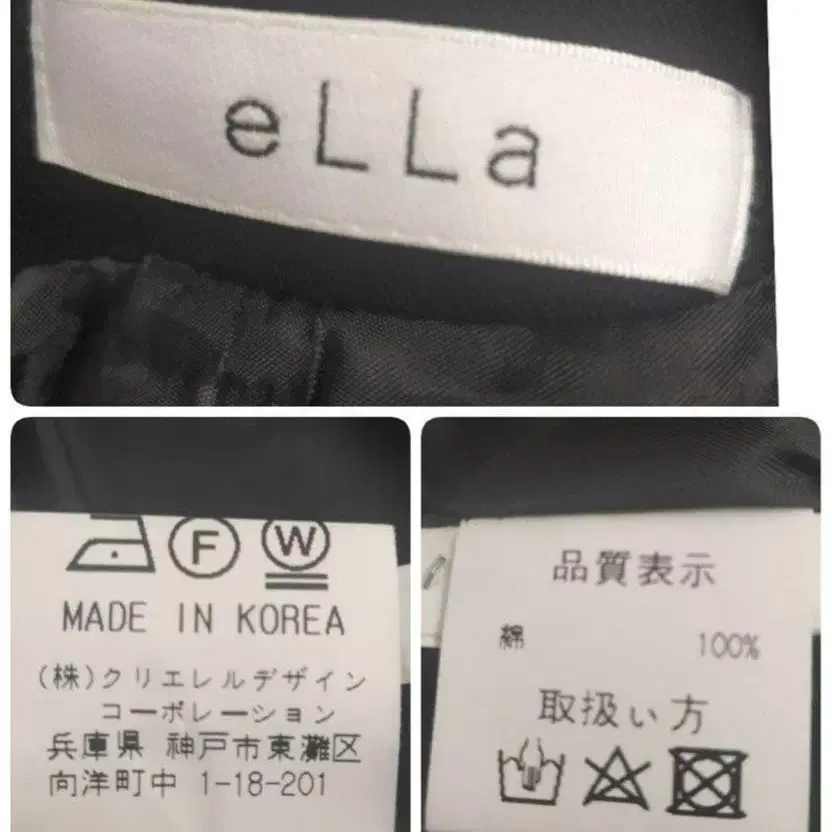 eLLa
F W
MADE IN KOREA
(株)クリエレルデザイン
コーポレーション
兵庫県 神戸市東灘区
向洋町中 1-18-201
品質表示
綿 100%
取扱い方